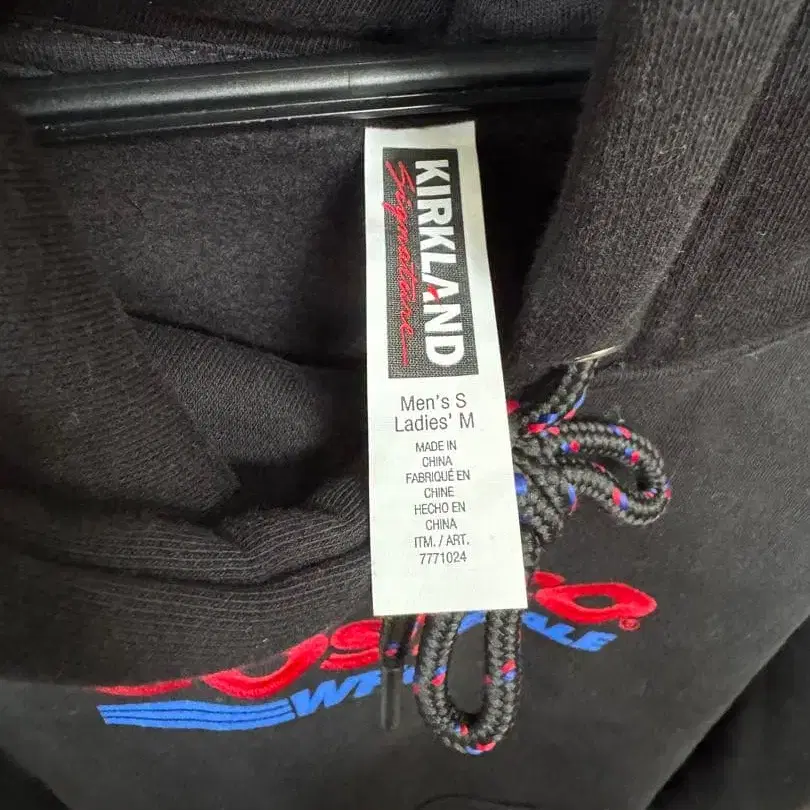 KIRKLAND
Signature
Men's S
Ladies' M
MADE IN
CHINA
FABRIQUÉ EN
CHINE
HECHO EN
CHINA
ITM. / ART.
7771024